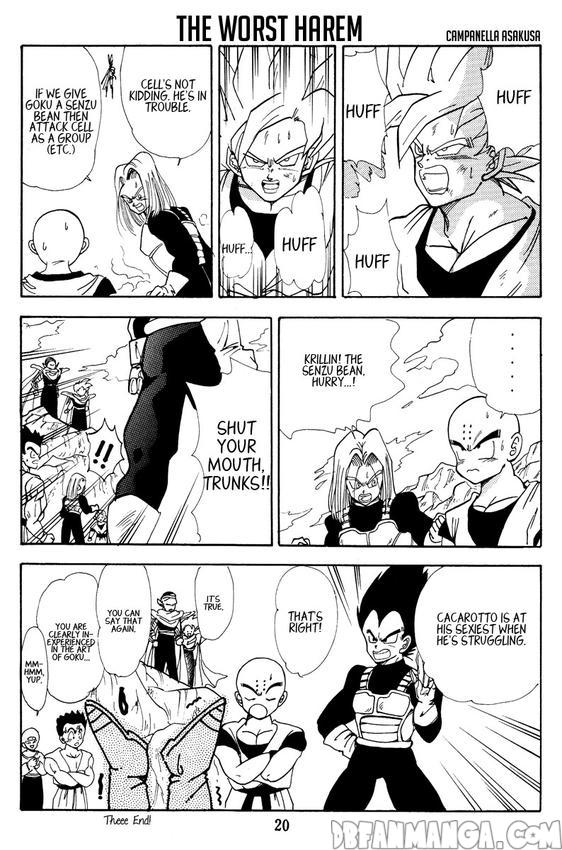 THE WORST HAREM
CAMPANELLA ASAKUSA
HUFF
HUFF
HUFF
HUFF
HUFF...
CELL'S NOT
KIDDING. HE'S IN
TROUBLE.
IF WE GIVE
GOKU A SENZU
BEAN THEN
ATTACK CELL
AS A GROUP
(ETC.)
......
KRILLIN! THE
SENZU BEAN,
HURRY...!
SHUT
YOUR
MOUTH,
TRUNKS!!
!!
CACAROTTO IS AT
HIS SEXIEST WHEN
HE'S STRUGGLING.
THAT'S
RIGHT!
IT'S
TRUE.
YOU CAN
SAY THAT
AGAIN.
YOU ARE
CLEARLY IN-
EXPERIENCED
IN THE ART
OF GOKU...
MM-
HMM,
YUP.
Theee End!
20
DBFANMANGA.COM